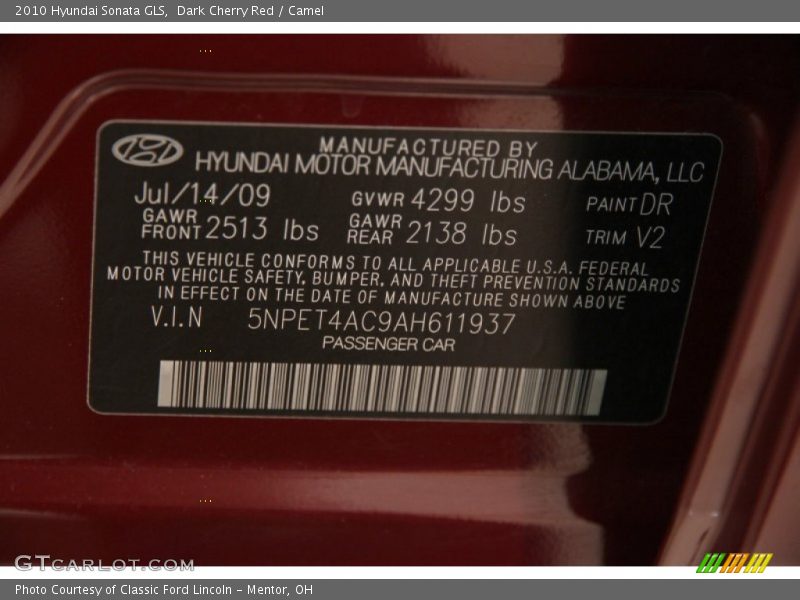 2010 Hyundai Sonata GLS,  Dark Cherry Red / Camel
MANUFACTURED BY
HYUNDAI MOTOR MANUFACTURING ALABAMA, LLC
Jul/14/09 GVWR 4299 lbs PAINT DR
GAWR FRONT 2513 lbs GAWR REAR 2138 lbs TRIM V2
THIS VEHICLE CONFORMS TO ALL APPLICABLE U.S.A. FEDERAL
MOTOR VEHICLE SAFETY, BUMPER, AND THEFT PREVENTION STANDARDS
IN EFFECT ON THE DATE OF MANUFACTURE SHOWN ABOVE
V.I.N 5NPET4AC9AH611937
PASSENGER CAR
GTCARLOT.COM
Photo Courtesy of Classic Ford Lincoln - Mentor, OH